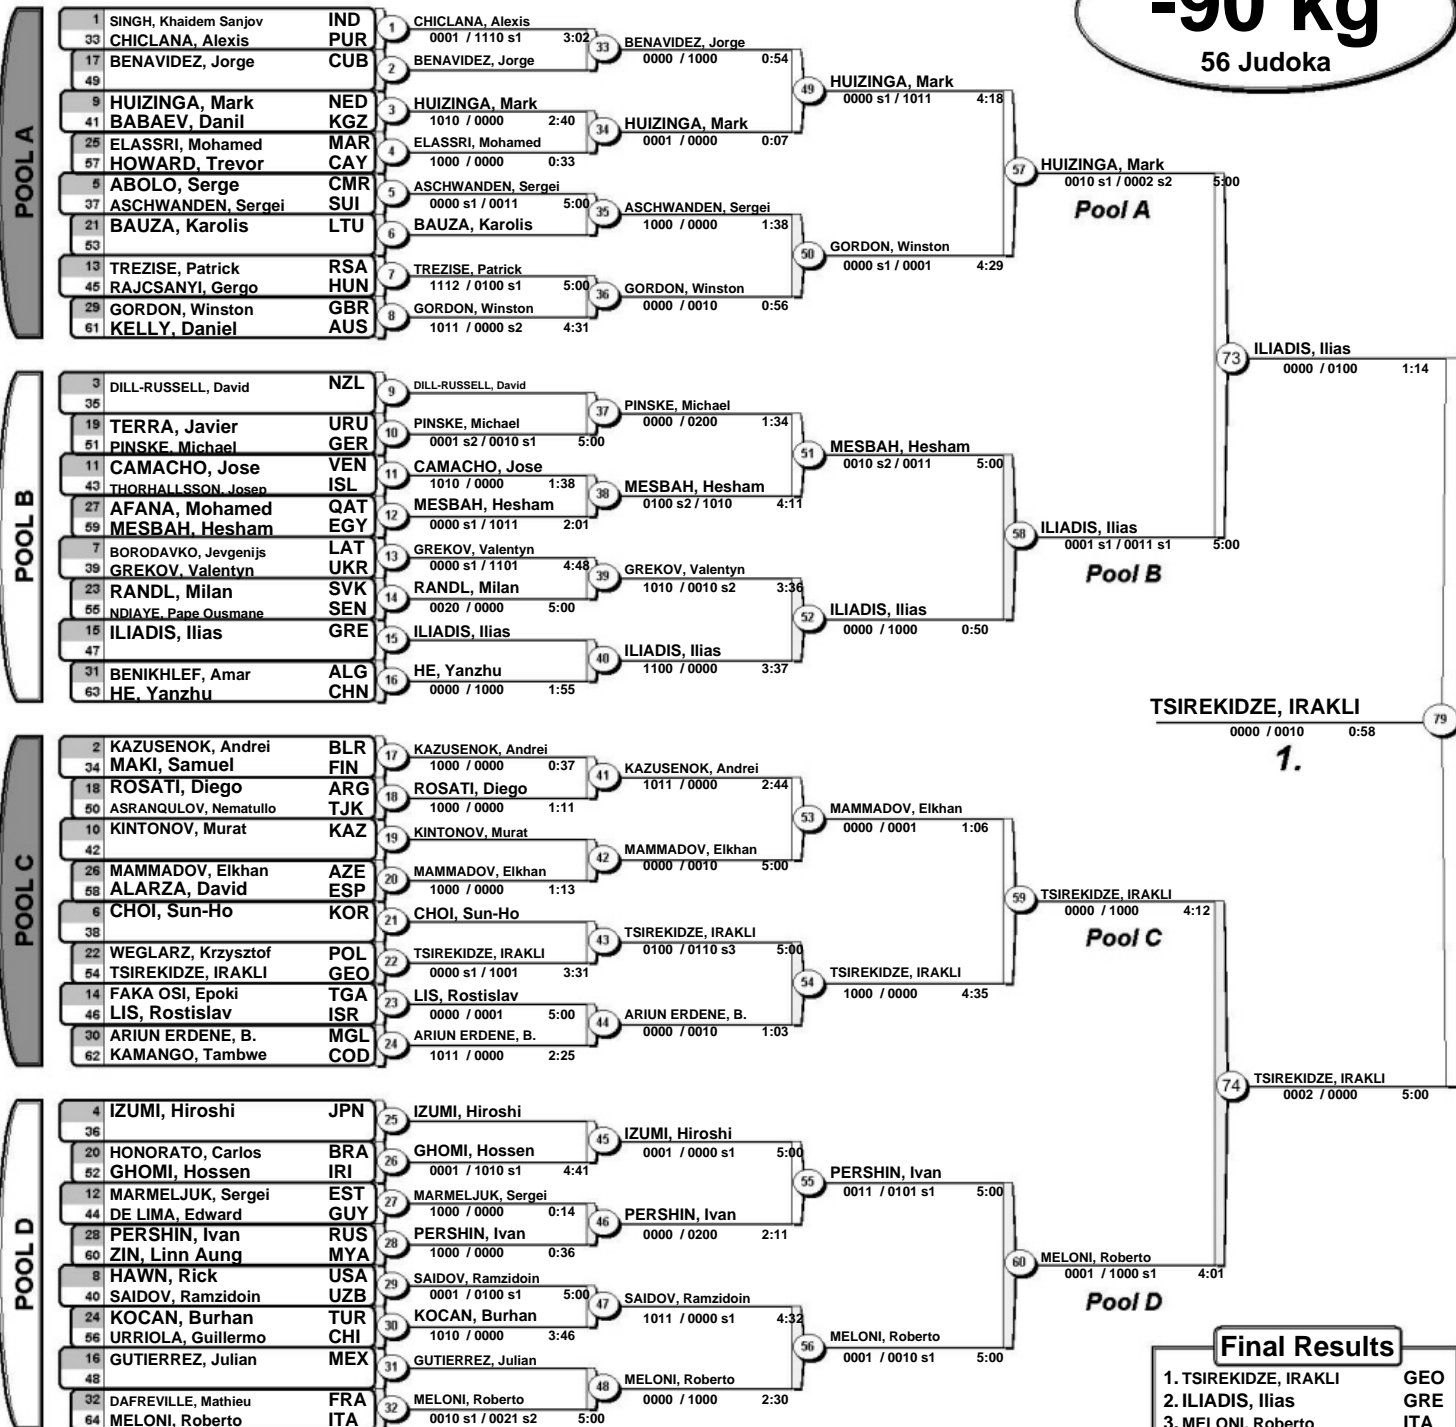 -90 kg
56 Judoka
POOL A
1 SINGH, Khaidem Sanjov IND
33 CHICLANA, Alexis PUR
17 BENAVIDEZ, Jorge CUB
49
9 HUIZINGA, Mark NED
41 BABAEV, Danil KGZ
25 ELASSRI, Mohamed MAR
57 HOWARD, Trevor CAY
5 ABOLO, Serge CMR
37 ASCHWANDEN, Sergei SUI
21 BAUZA, Karolis LTU
53
13 TREZISE, Patrick RSA
45 RAJCSANYI, Gergo HUN
29 GORDON, Winston GBR
61 KELLY, Daniel AUS
1 CHICLANA, Alexis
0001 / 1110 s1 3:02
2 BENAVIDEZ, Jorge
3 HUIZINGA, Mark
1010 / 0000 2:40
4 ELASSRI, Mohamed
1000 / 0000 0:33
5 ASCHWANDEN, Sergei
0000 s1 / 0011 5:00
6 BAUZA, Karolis
7 TREZISE, Patrick
1112 / 0100 s1 5:00
8 GORDON, Winston
1011 / 0000 s2 4:31
33 BENAVIDEZ, Jorge
0000 / 1000 0:54
34 HUIZINGA, Mark
0001 / 0000 0:07
35 ASCHWANDEN, Sergei
1000 / 0000 1:38
36 GORDON, Winston
0000 / 0010 0:56
49 HUIZINGA, Mark
0000 s1 / 1011 4:18
50 GORDON, Winston
0000 s1 / 0001 4:29
57 HUIZINGA, Mark
0010 s1 / 0002 s2 5:00
Pool A
POOL B
3 DILL-RUSSELL, David NZL
35
19 TERRA, Javier URU
51 PINSKE, Michael GER
11 CAMACHO, Jose VEN
43 THORHALLSSON, Josep ISL
27 AFANA, Mohamed QAT
59 MESBAH, Hesham EGY
7 BORODAVKO, Jevgenijs LAT
39 GREKOV, Valentyn UKR
23 RANDL, Milan SVK
55 NDIAYE, Pape Ousmane SEN
15 ILIADIS, Ilias GRE
47
31 BENIKHLEF, Amar ALG
63 HE, Yanzhu CHN
9 DILL-RUSSELL, David
10 PINSKE, Michael
0001 s2 / 0010 s1 5:00
11 CAMACHO, Jose
1010 / 0000 1:38
12 MESBAH, Hesham
0000 s1 / 1011 2:01
13 GREKOV, Valentyn
0000 s1 / 1101 4:48
14 RANDL, Milan
0020 / 0000 5:00
15 ILIADIS, Ilias
16 HE, Yanzhu
0000 / 1000 1:55
37 PINSKE, Michael
0000 / 0200 1:34
38 MESBAH, Hesham
0100 s2 / 1010 4:11
39 GREKOV, Valentyn
1010 / 0010 s2 3:36
40 ILIADIS, Ilias
1100 / 0000 3:37
51 MESBAH, Hesham
0010 s2 / 0011 5:00
52 ILIADIS, Ilias
0000 / 1000 0:50
58 ILIADIS, Ilias
0001 s1 / 0011 s1 5:00
Pool B
73 ILIADIS, Ilias
0000 / 0100 1:14
TSIREKIDZE, IRAKLI 79
0000 / 0010 0:58
1.
POOL C
2 KAZUSENOK, Andrei BLR
34 MAKI, Samuel FIN
18 ROSATI, Diego ARG
50 ASRANQULOV, Nematullo TJK
10 KINTONOV, Murat KAZ
42
26 MAMMADOV, Elkhan AZE
58 ALARZA, David ESP
6 CHOI, Sun-Ho KOR
38
22 WEGLARZ, Krzysztof POL
54 TSIREKIDZE, IRAKLI GEO
14 FAKA OSI, Epoki TGA
46 LIS, Rostislav ISR
30 ARIUN ERDENE, B. MGL
62 KAMANGO, Tambwe COD
17 KAZUSENOK, Andrei
1000 / 0000 0:37
18 ROSATI, Diego
1000 / 0000 1:11
19 KINTONOV, Murat
20 MAMMADOV, Elkhan
1000 / 0000 1:13
21 CHOI, Sun-Ho
22 TSIREKIDZE, IRAKLI
0000 s1 / 1001 3:31
23 LIS, Rostislav
0000 / 0001 5:00
24 ARIUN ERDENE, B.
1011 / 0000 2:25
41 KAZUSENOK, Andrei
1011 / 0000 2:44
42 MAMMADOV, Elkhan
0000 / 0010 5:00
43 TSIREKIDZE, IRAKLI
0100 / 0110 s3 5:00
44 ARIUN ERDENE, B.
0000 / 0010 1:03
53 MAMMADOV, Elkhan
0000 / 0001 1:06
54 TSIREKIDZE, IRAKLI
1000 / 0000 4:35
59 TSIREKIDZE, IRAKLI
0000 / 1000 4:12
Pool C
74 TSIREKIDZE, IRAKLI
0002 / 0000 5:00
POOL D
4 IZUMI, Hiroshi JPN
36
20 HONORATO, Carlos BRA
52 GHOMI, Hossen IRI
12 MARMELJUK, Sergei EST
44 DE LIMA, Edward GUY
28 PERSHIN, Ivan RUS
60 ZIN, Linn Aung MYA
8 HAWN, Rick USA
40 SAIDOV, Ramzidoin UZB
24 KOCAN, Burhan TUR
56 URRIOLA, Guillermo CHI
16 GUTIERREZ, Julian MEX
48
32 DAFREVILLE, Mathieu FRA
64 MELONI, Roberto ITA
25 IZUMI, Hiroshi
26 GHOMI, Hossen
0001 / 1010 s1 4:41
27 MARMELJUK, Sergei
1000 / 0000 0:14
28 PERSHIN, Ivan
1000 / 0000 0:36
29 SAIDOV, Ramzidoin
0001 / 0100 s1 5:00
30 KOCAN, Burhan
1010 / 0000 3:46
31 GUTIERREZ, Julian
32 MELONI, Roberto
0010 s1 / 0021 s2 5:00
45 IZUMI, Hiroshi
0001 / 0000 s1 5:00
46 PERSHIN, Ivan
0000 / 0200 2:11
47 SAIDOV, Ramzidoin
1011 / 0000 s1 4:32
48 MELONI, Roberto
0000 / 1000 2:30
55 PERSHIN, Ivan
0011 / 0101 s1 5:00
56 MELONI, Roberto
0001 / 0010 s1 5:00
60 MELONI, Roberto
0001 / 1000 s1 4:01
Pool D
Final Results
1. TSIREKIDZE, IRAKLI GEO
2. ILIADIS, Ilias GRE
3. MELONI, Roberto ITA